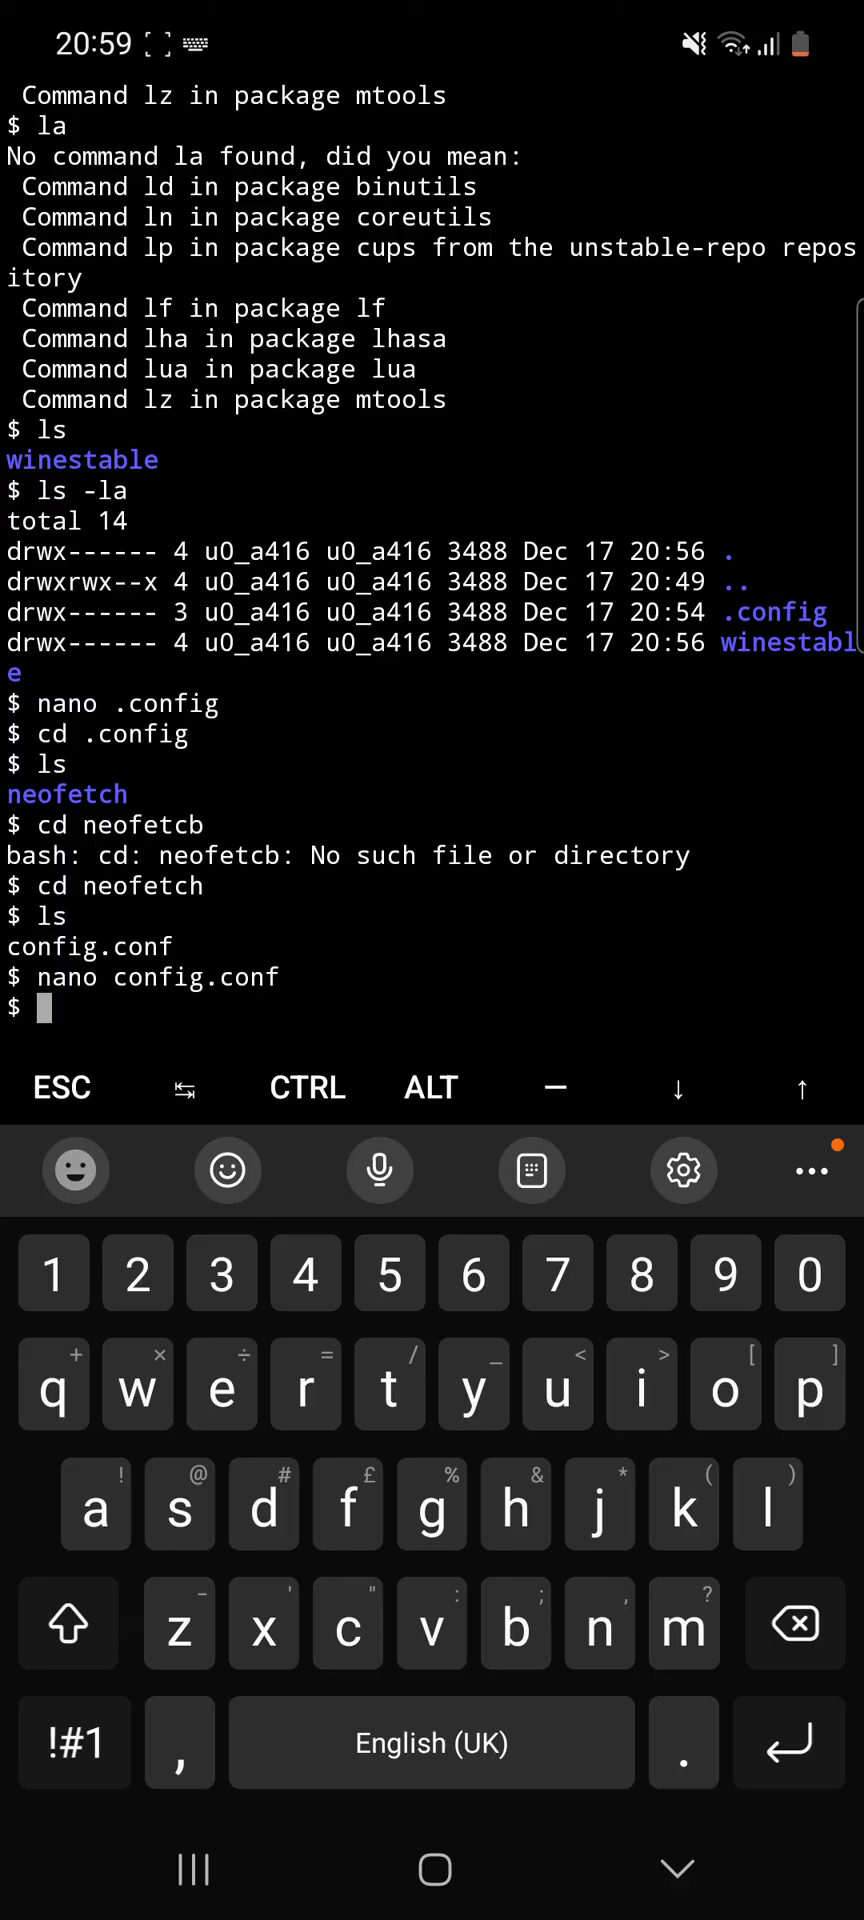 20:59
Command lz in package mtools
$ la
No command la found, did you mean:
Command ld in package binutils
Command ln in package coreutils
Command lp in package cups from the unstable-repo repos
itory
Command lf in package lf
Command lha in package lhasa
Command lua in package lua
Command lz in package mtools
$ ls
winestable
$ ls -la
total 14
drwx------ 4 u0_a416 u0_a416 3488 Dec 17 20:56 .
drwxrwx--x 4 u0_a416 u0_a416 3488 Dec 17 20:49 ..
drwx------ 3 u0_a416 u0_a416 3488 Dec 17 20:54 .config
drwx------ 4 u0_a416 u0_a416 3488 Dec 17 20:56 winestabl
e
$ nano .config
$ cd .config
$ ls
neofetch
$ cd neofetcb
bash: cd: neofetcb: No such file or directory
$ cd neofetch
$ ls
config.conf
$ nano config.conf
$
ESC ↹ CTRL ALT — ↓ ↑
1 2 3 4 5 6 7 8 9 0
+ × ÷ = / _ < > [ ]
q w e r t y u i o p
! @ # £ % & * ( )
a s d f g h j k l
- ' " : ; , ?
z x c v b n m
!#1 , English (UK) .